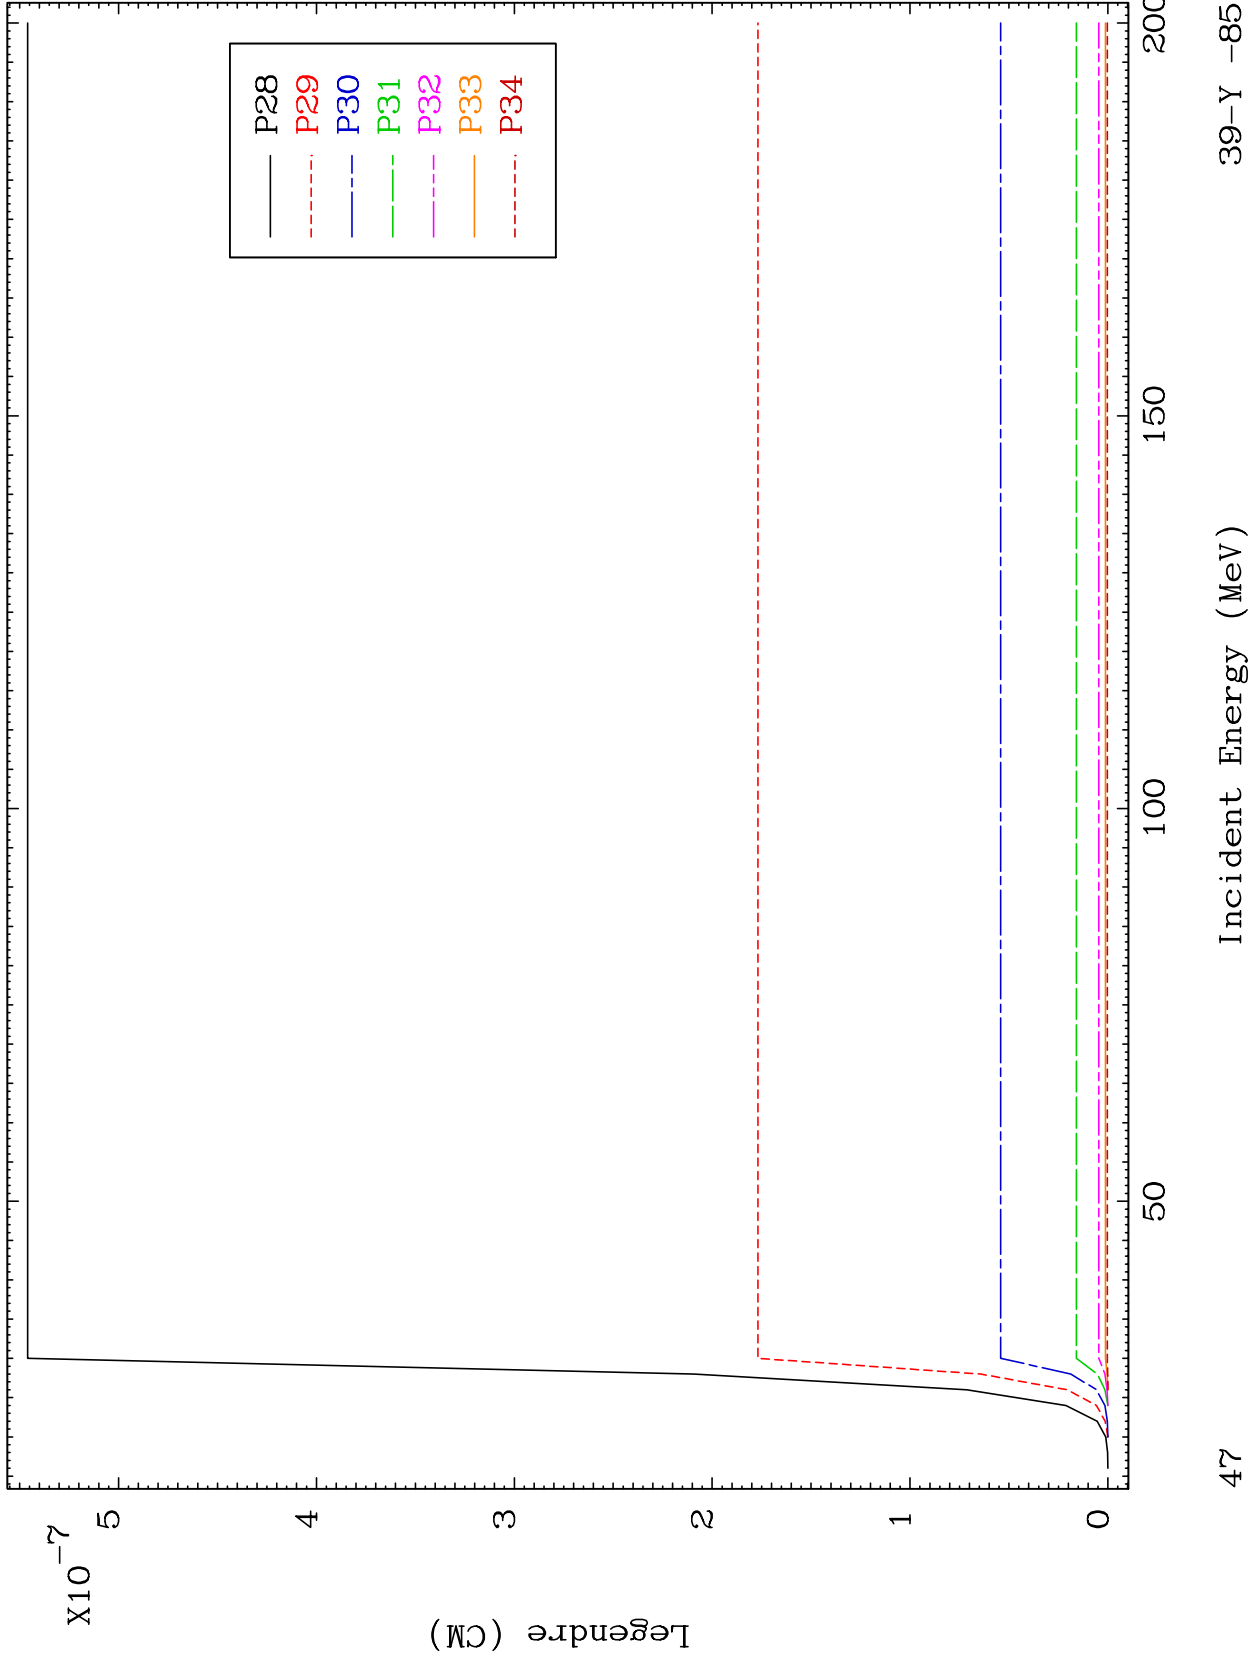 X10-7
5
4
3
2
1
0
Legendre (CM)
P28
P29
P30
P31
P32
P33
P34
50
100
150
200
Incident Energy (MeV)
47
39-Y -85